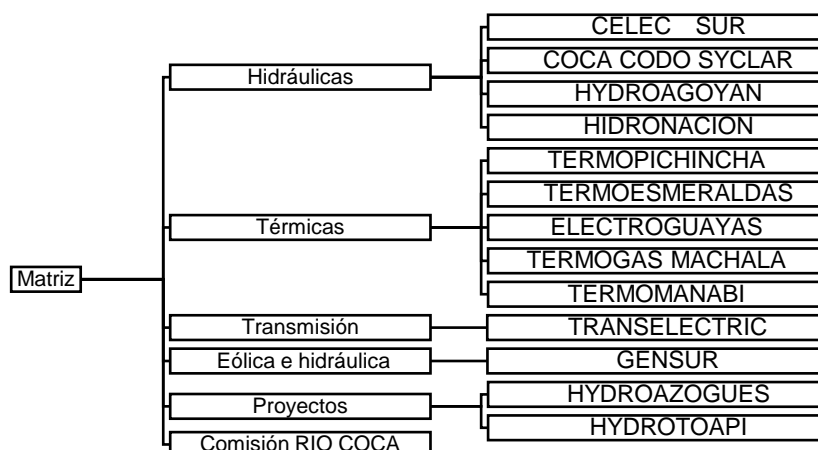 Matriz
Hidráulicas
CELEC SUR
COCA CODO SYCLAR
HYDROAGOYAN
HIDRONACION
Térmicas
TERMOPICHINCHA
TERMOESMERALDAS
ELECTROGUAYAS
TERMOGAS MACHALA
TERMOMANABI
Transmisión
TRANSELECTRIC
Eólica e hidráulica
GENSUR
Proyectos
HYDROAZOGUES
HYDROTOAPI
Comisión RIO COCA